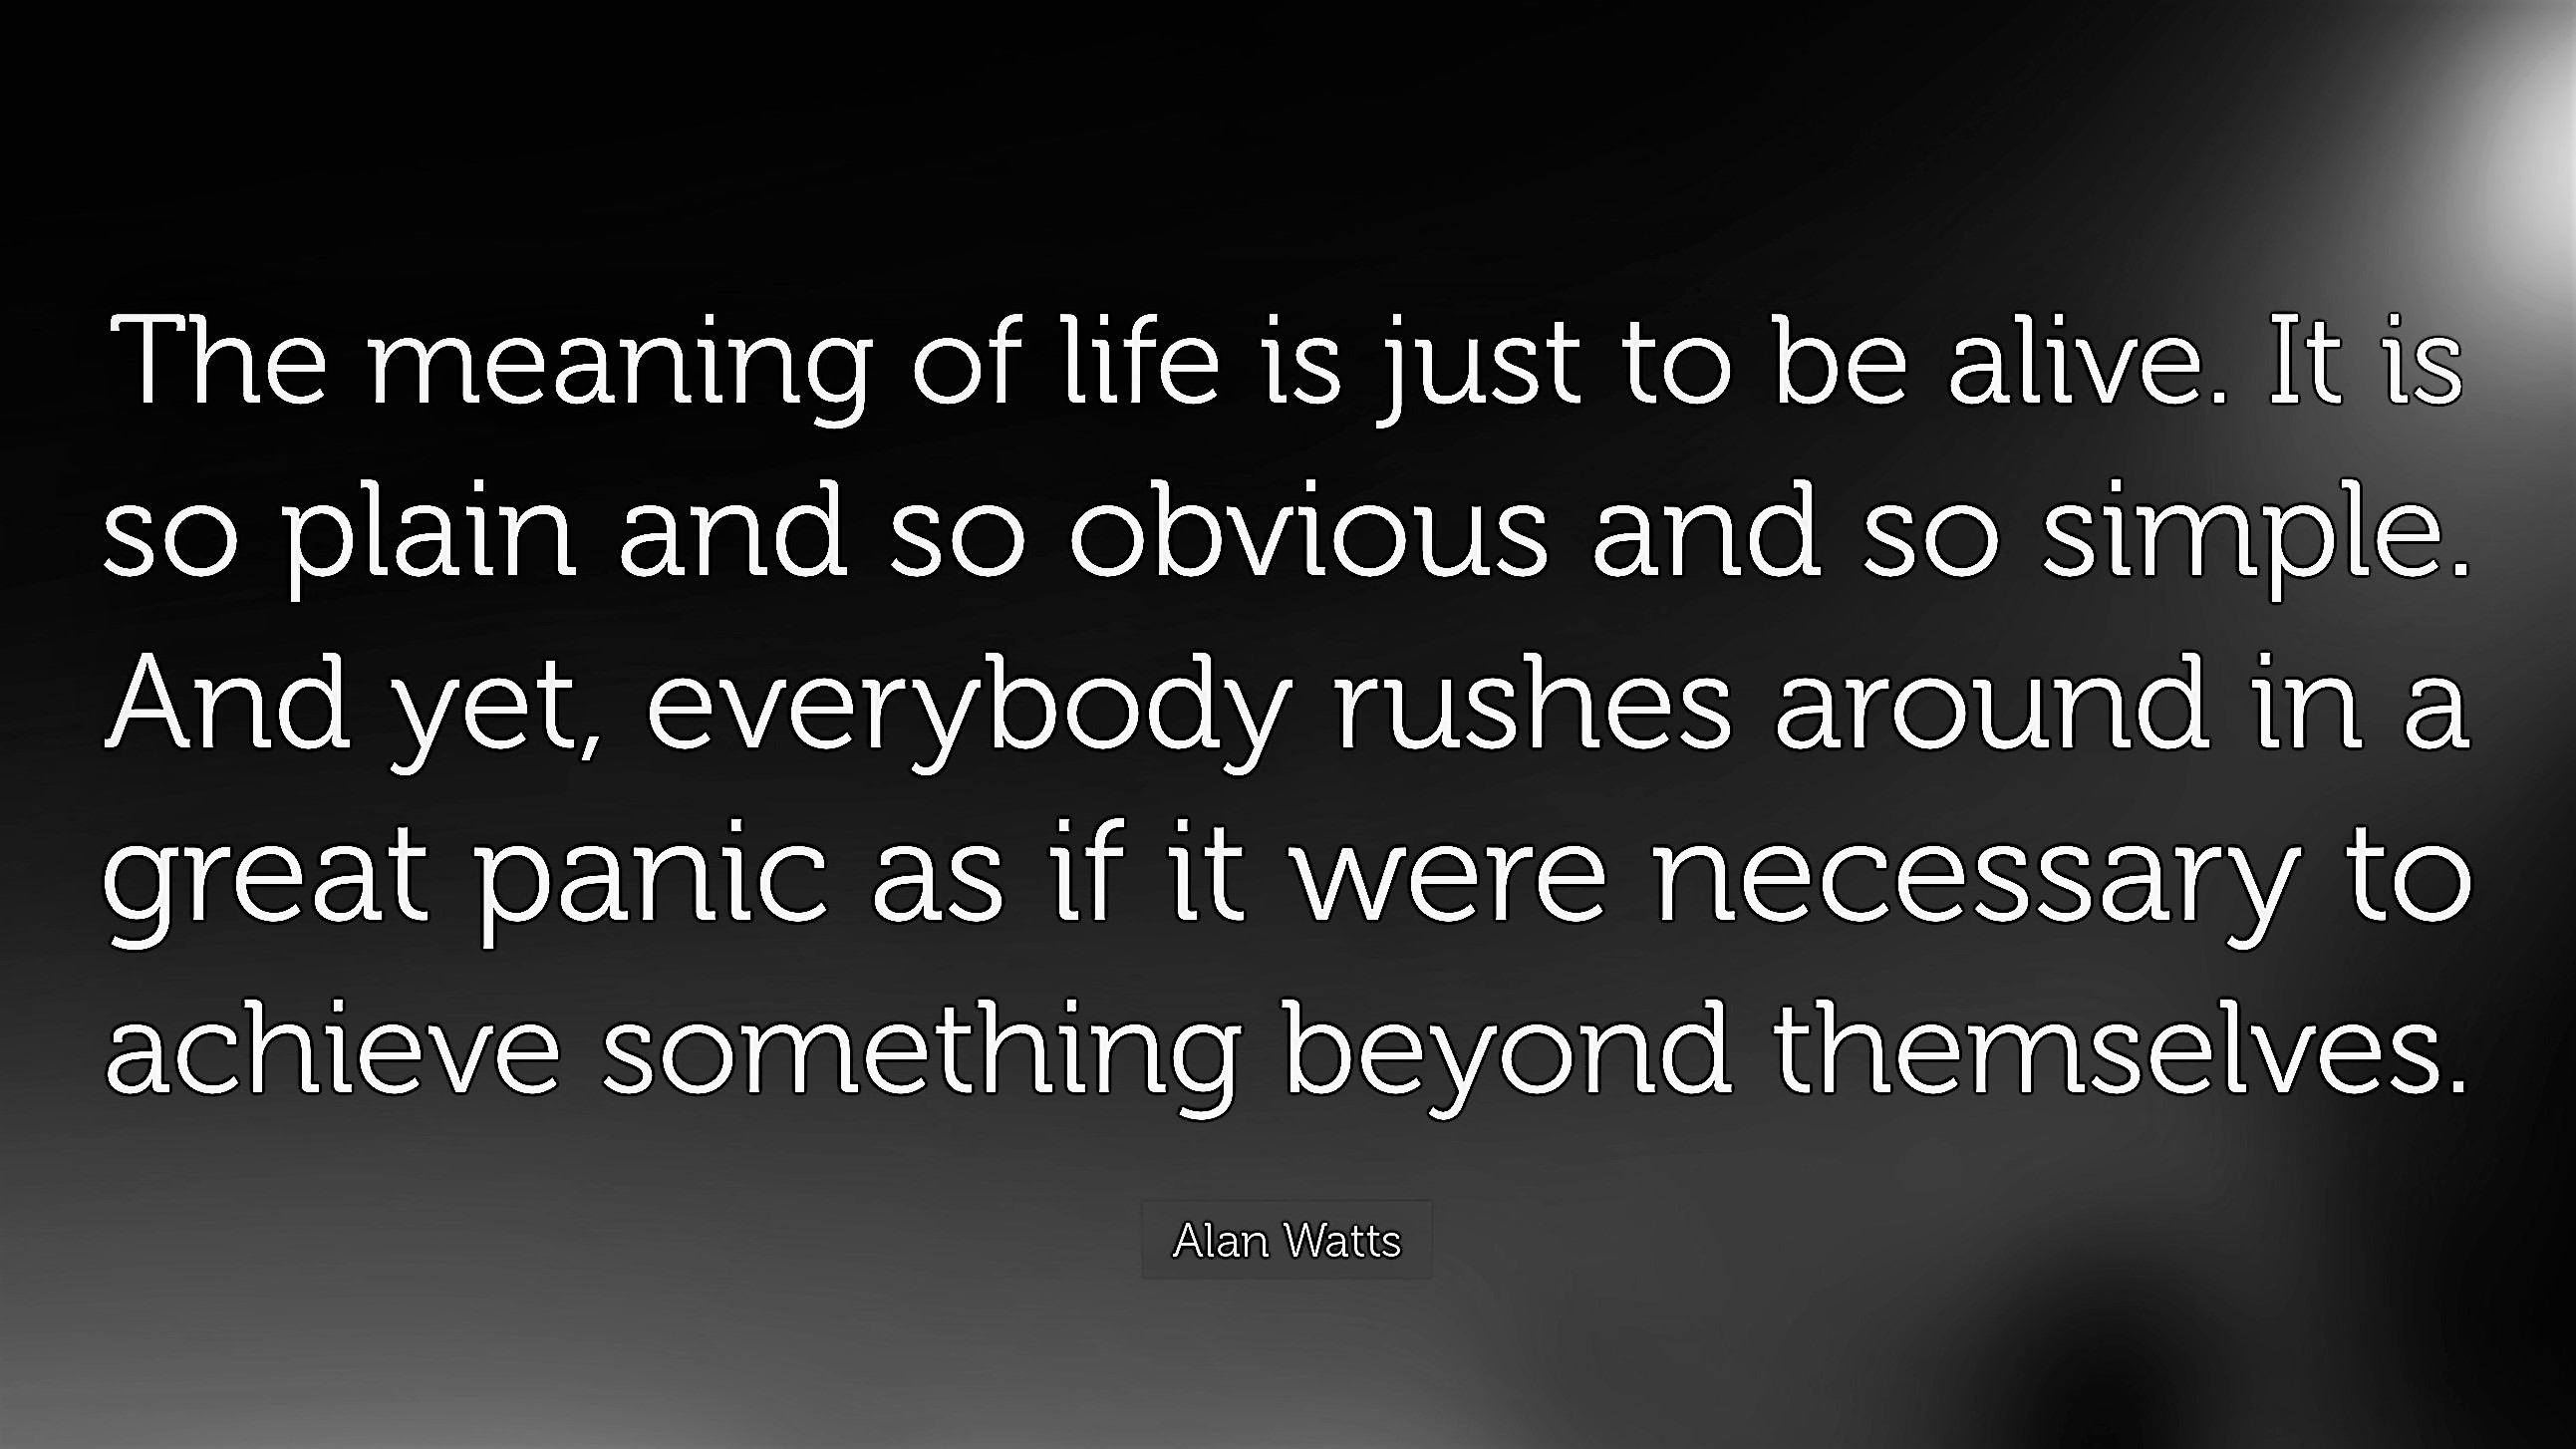 The meaning of life is just to be alive. It is
so plain and so obvious and so simple.
And yet, everybody rushes around in a
great panic as if it were necessary to
achieve something beyond themselves.
Alan Watts